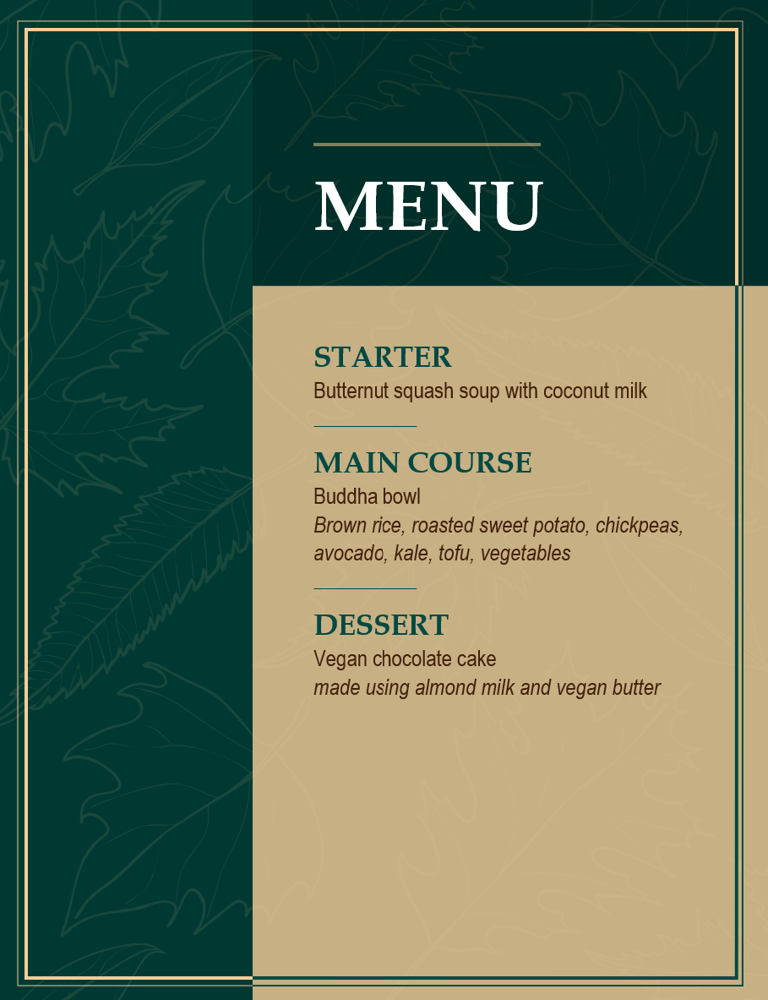 MENU
STARTER
Butternut squash soup with coconut milk
MAIN COURSE
Buddha bowl
Brown rice, roasted sweet potato, chickpeas,
avocado, kale, tofu, vegetables
DESSERT
Vegan chocolate cake
made using almond milk and vegan butter